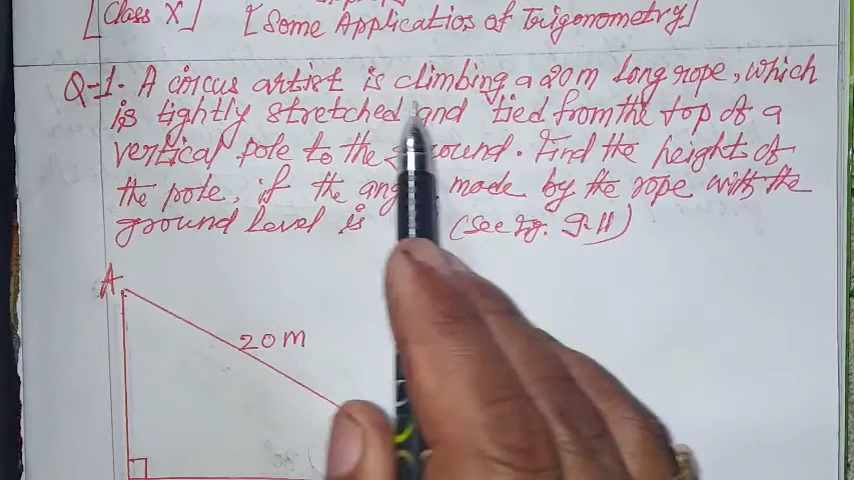 [Class X] [Some Applicatios of Trigonometry]
Q-1. A circus artist is climbing a 20m long rope, which
is tightly stretched and tied from the top of a
vertical pole to the ground. Find the height of
the pole, if the made by the rope with the
ground level is (see fig. 9.11)
A
20 m